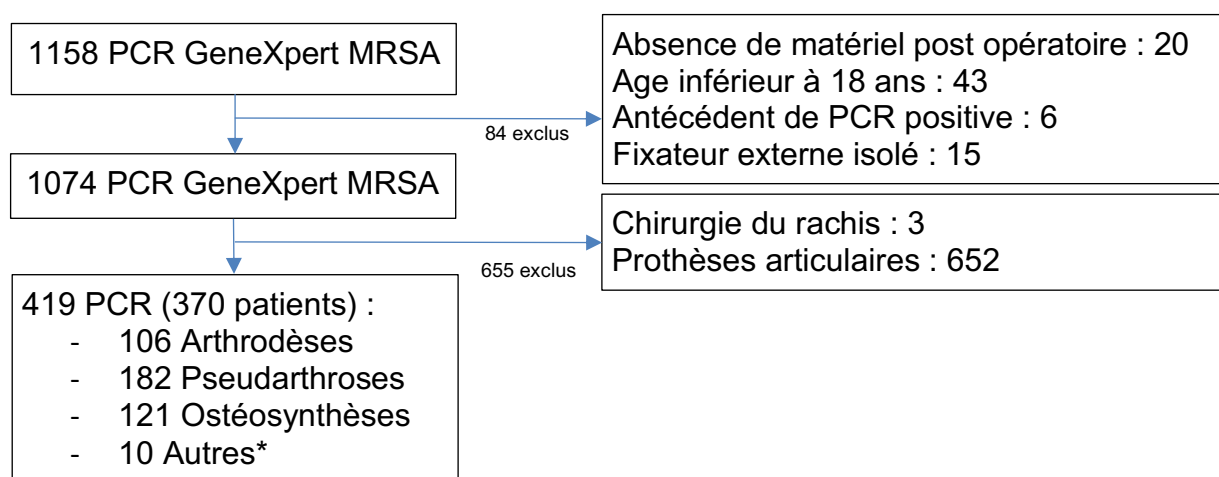 1158 PCR GeneXpert MRSA
Absence de matériel post opératoire : 20
Age inférieur à 18 ans : 43
Antécédent de PCR positive : 6
Fixateur externe isolé : 15
84 exclus
1074 PCR GeneXpert MRSA
Chirurgie du rachis : 3
Prothèses articulaires : 652
655 exclus
419 PCR (370 patients) :
- 106 Arthrodèses
- 182 Pseudarthroses
- 121 Ostéosynthèses
- 10 Autres*